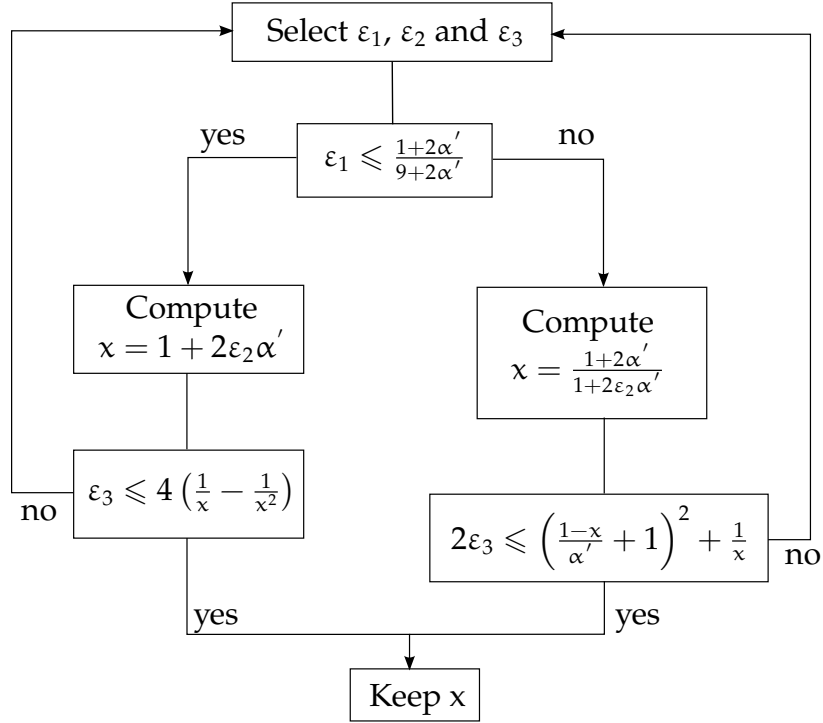 Select ε₁, ε₂ and ε₃
yes
ε₁ ⩽ (1+2α′)/(9+2α′)
no
Compute
x = 1 + 2ε₂α′
Compute
x = (1+2α′)/(1+2ε₂α′)
ε₃ ⩽ 4 (1/x − 1/x²)
no
2ε₃ ⩽ ((1−x)/α′ + 1)² + 1/x
no
yes
yes
Keep x